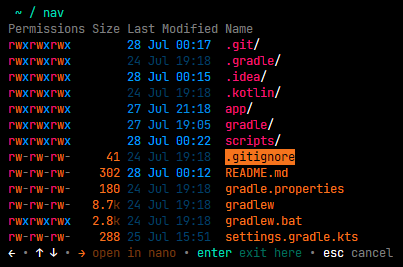 ~ / nav
Permissions Size Last Modified Name
rwxrwxrwx 28 Jul 00:17 .git/
rwxrwxrwx 24 Jul 19:18 .gradle/
rwxrwxrwx 28 Jul 00:15 .idea/
rwxrwxrwx 24 Jul 19:18 .kotlin/
rwxrwxrwx 27 Jul 21:18 app/
rwxrwxrwx 27 Jul 19:05 gradle/
rwxrwxrwx 28 Jul 00:22 scripts/
rw-rw-rw- 41 24 Jul 19:18 .gitignore
rw-rw-rw- 302 28 Jul 00:12 README.md
rw-rw-rw- 180 24 Jul 19:18 gradle.properties
rw-rw-rw- 8.7k 24 Jul 19:18 gradlew
rwxrwxrwx 2.8k 24 Jul 19:18 gradlew.bat
rw-rw-rw- 288 25 Jul 15:51 settings.gradle.kts
← • ↑ ↓ • → open in nano • enter exit here • esc cancel